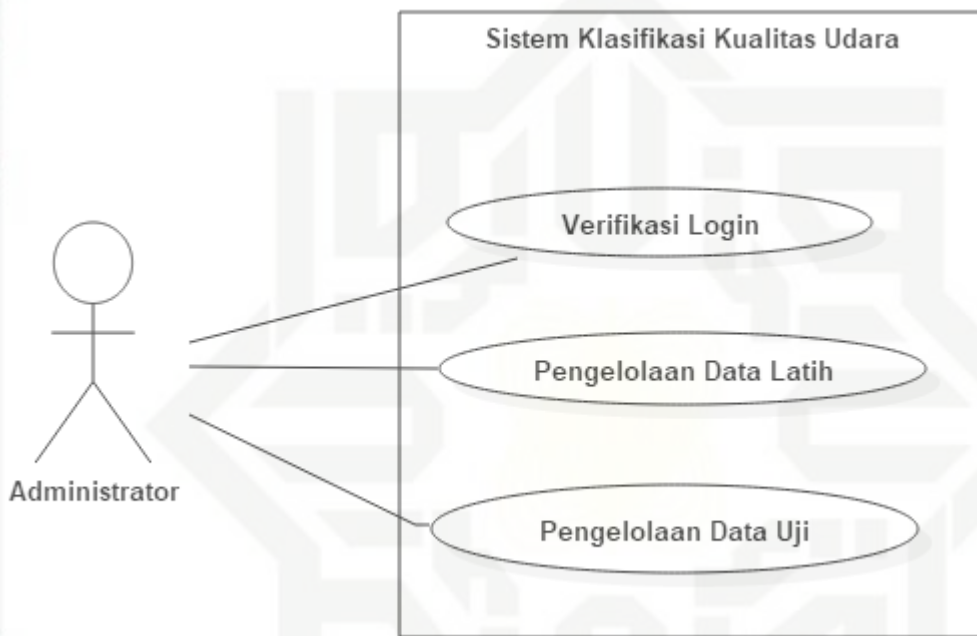 Sistem Klasifikasi Kualitas Udara
Verifikasi Login
Pengelolaan Data Latih
Administrator
Pengelolaan Data Uji